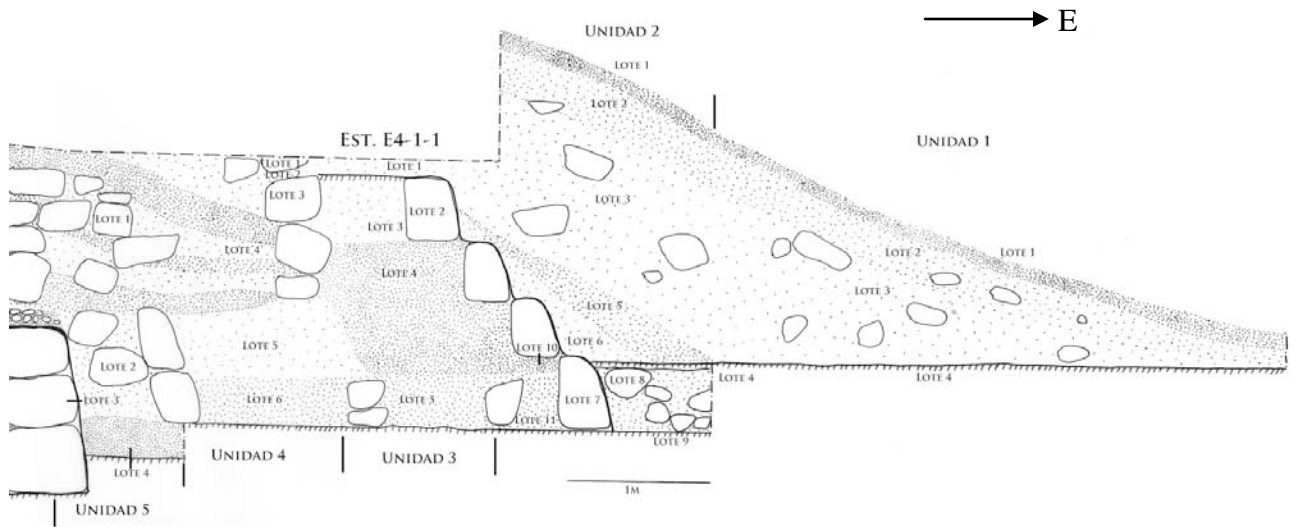 E
UNIDAD 2
LOTE 1
LOTE 2
EST. E4-1-1
UNIDAD 1
LOTE 1
LOTE 2
LOTE 1
LOTE 3
LOTE 2
LOTE 3
LOTE 1
LOTE 3
LOTE 4
LOTE 2
LOTE 1
LOTE 4
LOTE 3
LOTE 5
LOTE 6
LOTE 5
LOTE 10
LOTE 2
LOTE 8
LOTE 4
LOTE 4
LOTE 3
LOTE 6
LOTE 5
LOTE 7
LOTE 11
LOTE 9
LOTE 4
UNIDAD 4
UNIDAD 3
1M
UNIDAD 5